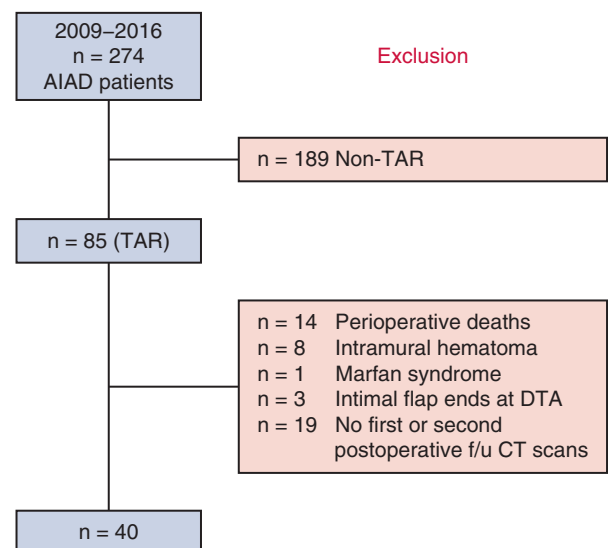 2009–2016
n = 274
AIAD patients
Exclusion
n = 189 Non-TAR
n = 85 (TAR)
n = 14 Perioperative deaths
n = 8 Intramural hematoma
n = 1 Marfan syndrome
n = 3 Intimal flap ends at DTA
n = 19 No first or second
postoperative f/u CT scans
n = 40